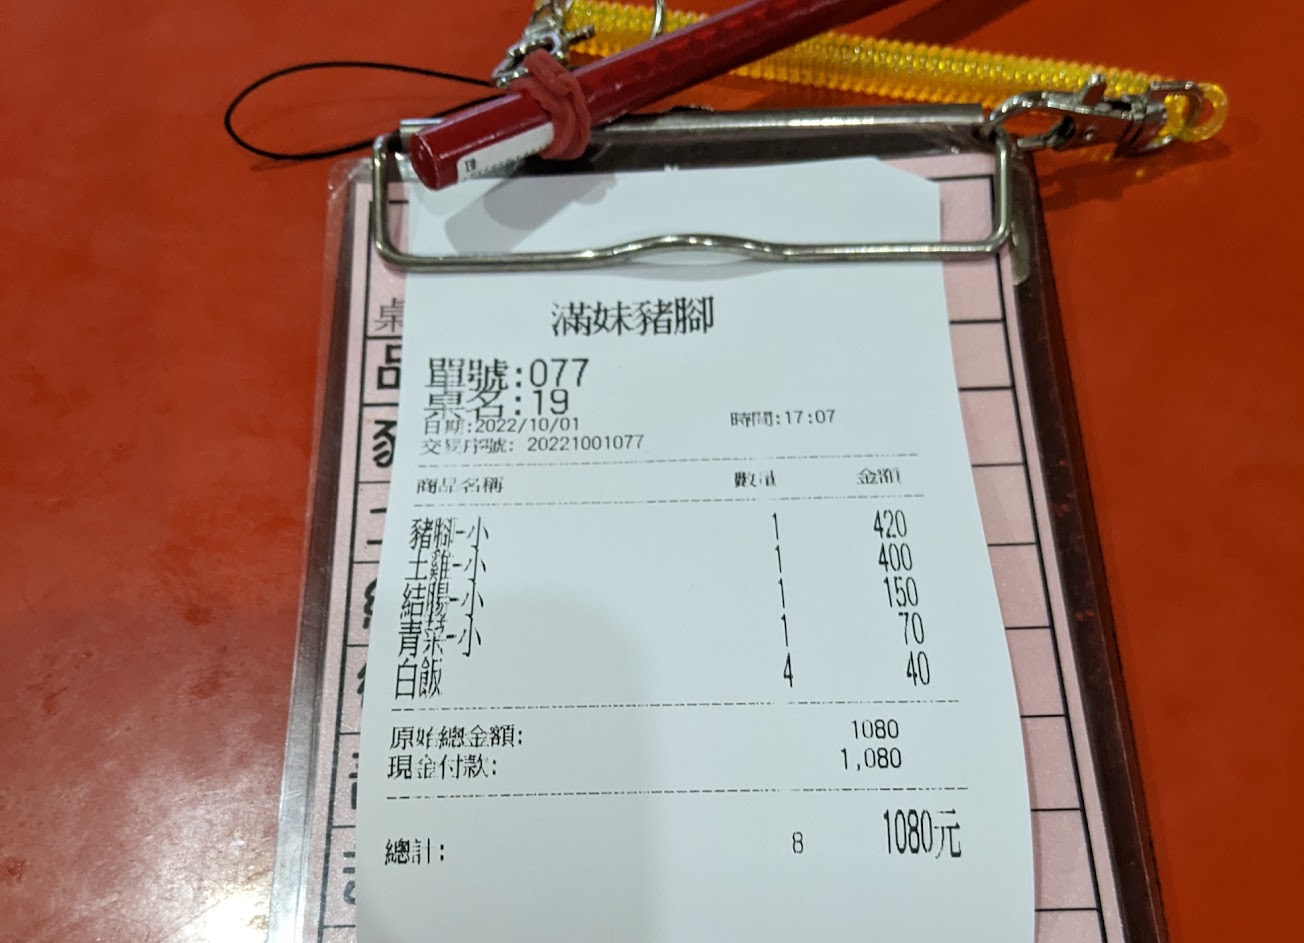 滿妹豬腳
單號:077
桌名:19
日期:2022/10/01 時間:17:07
交易序號: 20221001077
商品名稱 數量 金額
豬腳-小 1 420
土雞-小 1 400
結腸-小 1 150
青菜-小 1 70
白飯 4 40
原始總金額: 1080
現金付款: 1,080
總計: 8 1080元
桌
品
豬
土